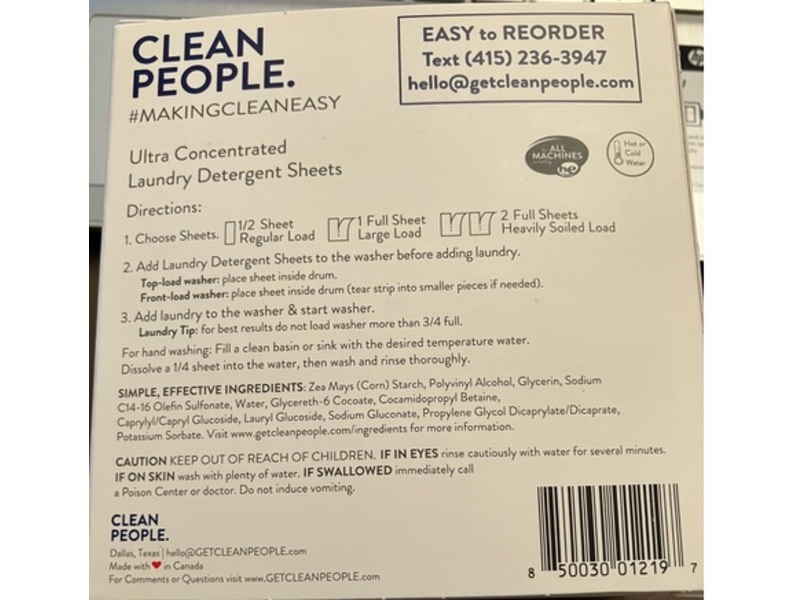 CLEAN
PEOPLE.
#MAKINGCLEANEASY
EASY to REORDER
Text (415) 236-3947
hello@getcleanpeople.com
Ultra Concentrated
Laundry Detergent Sheets
ALL
MACHINES
he
Hot or
Cold
Water
Directions:
1. Choose Sheets. 1/2 Sheet Regular Load 1 Full Sheet Large Load 2 Full Sheets Heavily Soiled Load
2. Add Laundry Detergent Sheets to the washer before adding laundry.
Top-load washer: place sheet inside drum.
Front-load washer: place sheet inside drum (tear strip into smaller pieces if needed).
3. Add laundry to the washer & start washer.
Laundry Tip: for best results do not load washer more than 3/4 full.
For hand washing: Fill a clean basin or sink with the desired temperature water.
Dissolve a 1/4 sheet into the water, then wash and rinse thoroughly.
SIMPLE, EFFECTIVE INGREDIENTS: Zea Mays (Corn) Starch, Polyvinyl Alcohol, Glycerin, Sodium
C14-16 Olefin Sulfonate, Water, Glycereth-6 Cocoate, Cocamidopropyl Betaine,
Caprylyl/Capryl Glucoside, Lauryl Glucoside, Sodium Gluconate, Propylene Glycol Dicaprylate/Dicaprate,
Potassium Sorbate. Visit www.getcleanpeople.com/ingredients for more information.
CAUTION KEEP OUT OF REACH OF CHILDREN. IF IN EYES rinse cautiously with water for several minutes.
IF ON SKIN wash with plenty of water. IF SWALLOWED immediately call
a Poison Center or doctor. Do not induce vomiting.
CLEAN
PEOPLE.
Dallas, Texas | hello@GETCLEANPEOPLE.com
Made with ❤ in Canada
For Comments or Questions visit www.GETCLEANPEOPLE.com
8 50030 01219 7